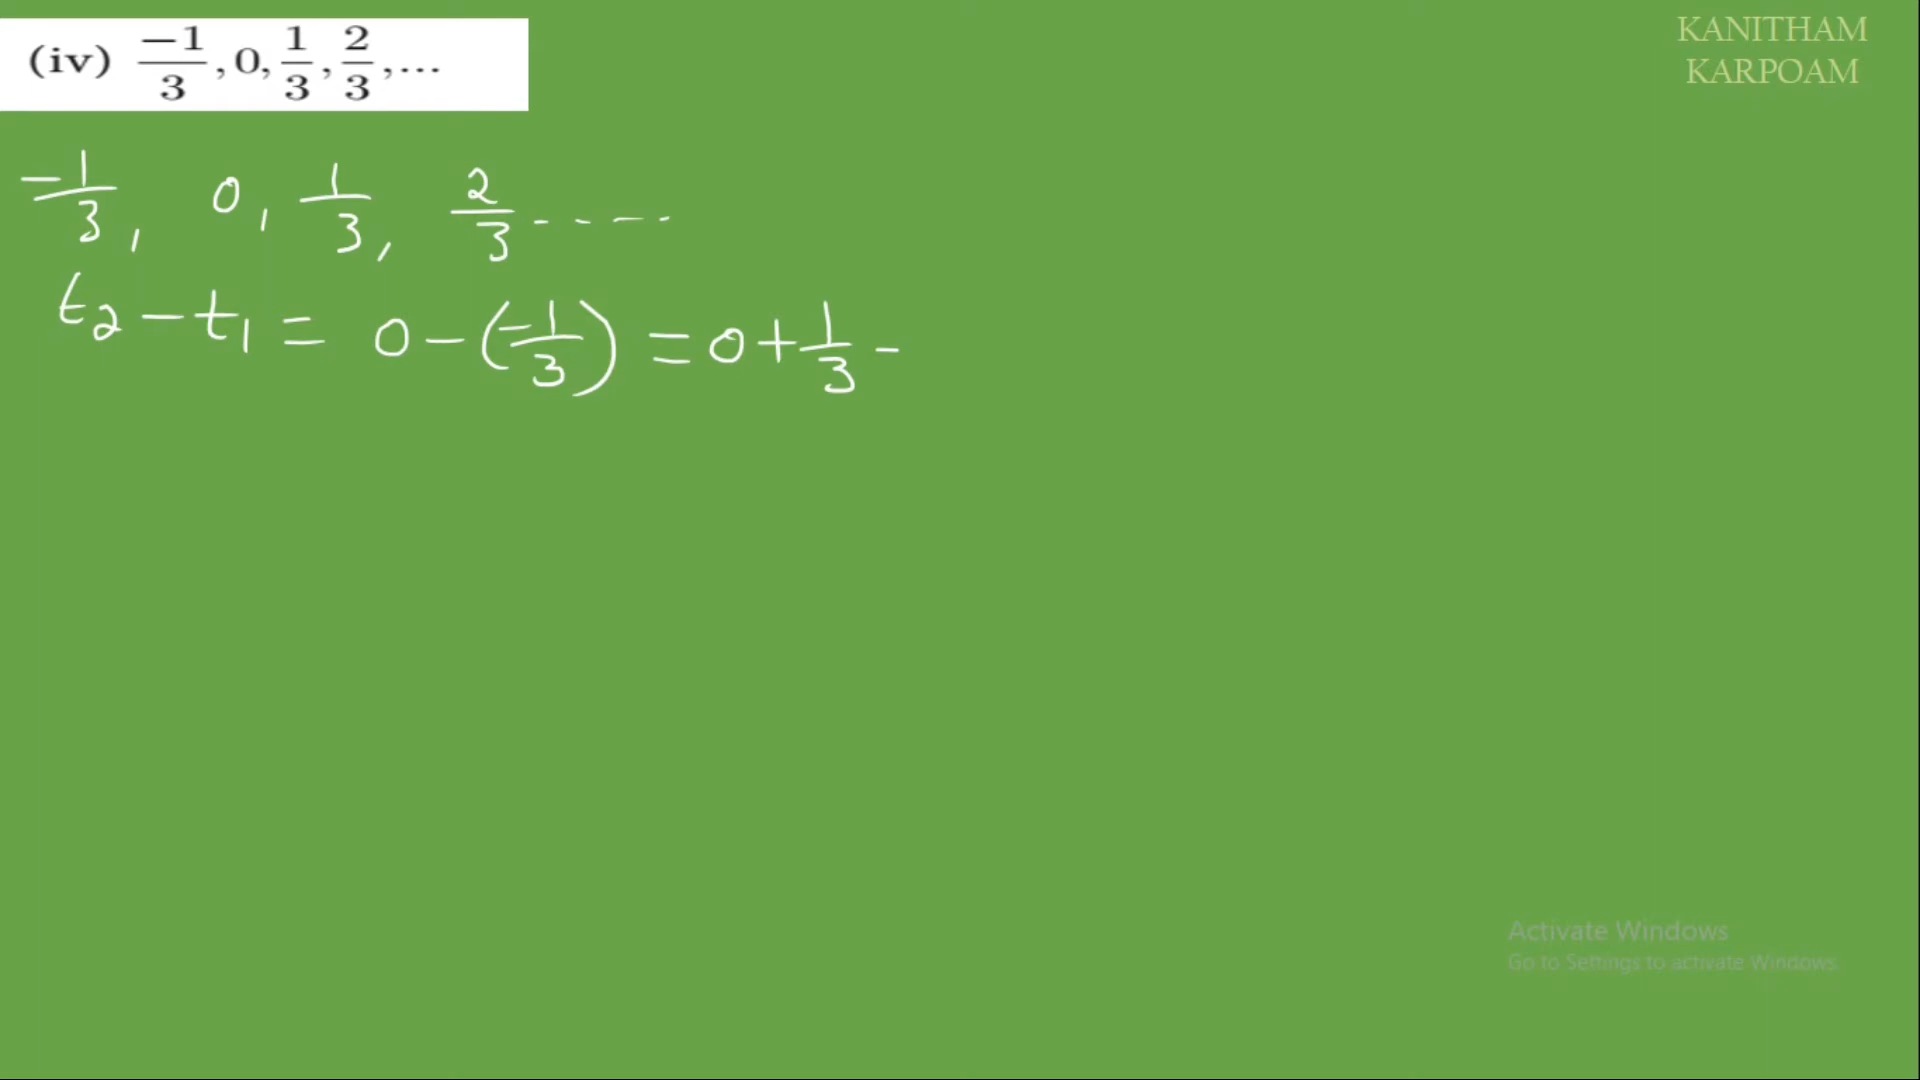 (iv) −1/3, 0, 1/3, 2/3, ...
KANITHAM
KARPOAM
-1/3, 0, 1/3, 2/3 ......
t₂ - t₁ = 0 - (-1/3) = 0 + 1/3 -
Activate Windows
Go to Settings to activate Windows